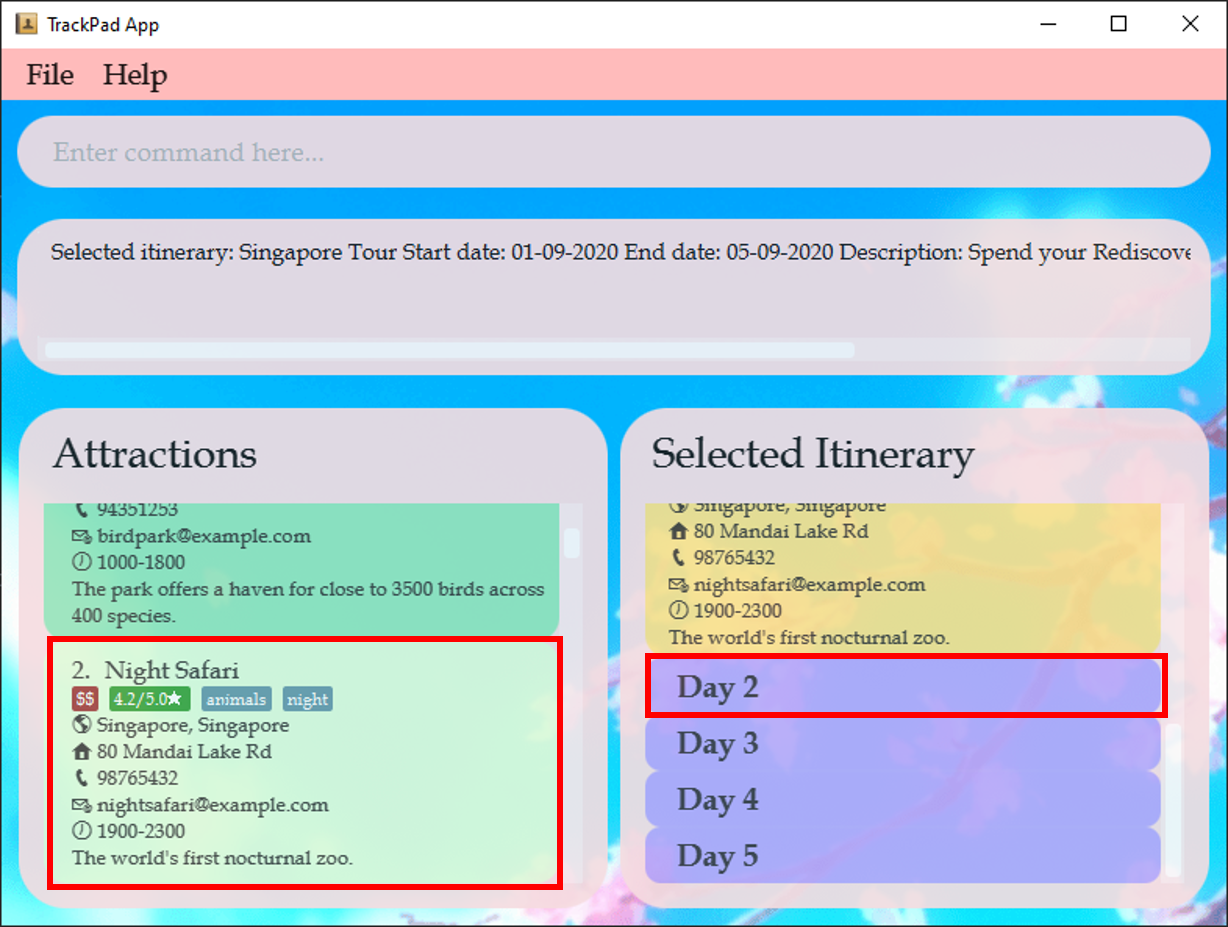 TrackPad App
File Help
Enter command here...
Selected itinerary: Singapore Tour Start date: 01-09-2020 End date: 05-09-2020 Description: Spend your Rediscove
Attractions
94351253
birdpark@example.com
1000-1800
The park offers a haven for close to 3500 birds across
400 species.
2. Night Safari
$$ 4.2/5.0★ animals night
Singapore, Singapore
80 Mandai Lake Rd
98765432
nightsafari@example.com
1900-2300
The world's first nocturnal zoo.
Selected Itinerary
Singapore, Singapore
80 Mandai Lake Rd
98765432
nightsafari@example.com
1900-2300
The world's first nocturnal zoo.
Day 2
Day 3
Day 4
Day 5